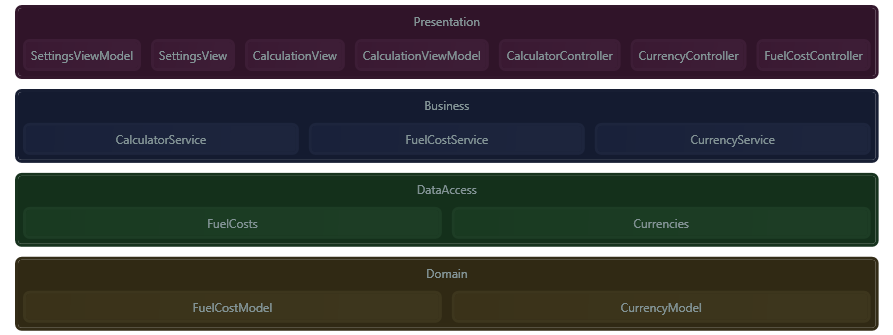 Presentation
SettingsViewModel SettingsView CalculationView CalculationViewModel CalculatorController CurrencyController FuelCostController
Business
CalculatorService FuelCostService CurrencyService
DataAccess
FuelCosts Currencies
Domain
FuelCostModel CurrencyModel